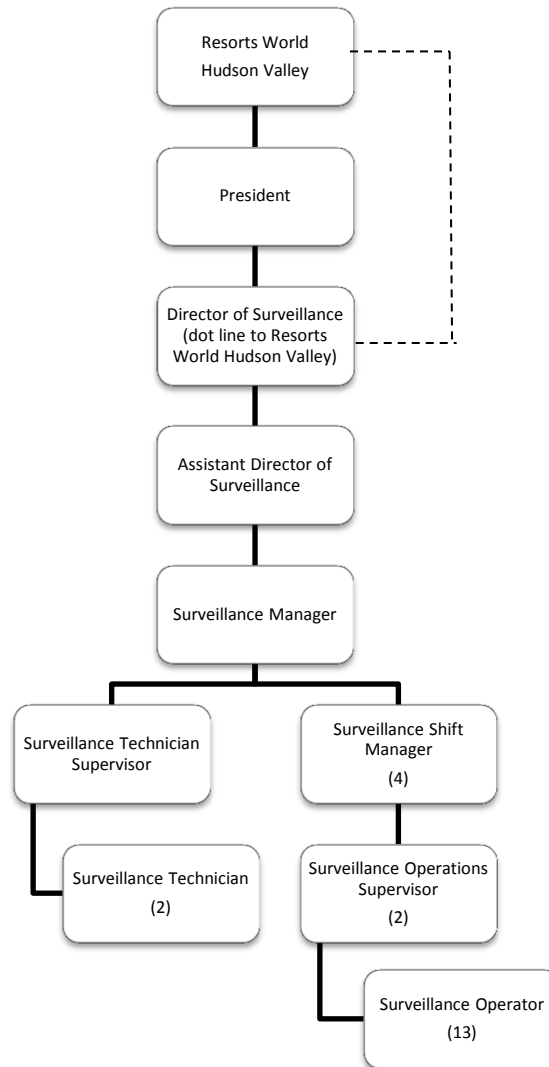 Resorts World
Hudson Valley
President
Director of Surveillance
(dot line to Resorts
World Hudson Valley)
Assistant Director of
Surveillance
Surveillance Manager
Surveillance Technician
Supervisor
Surveillance Shift
Manager
(4)
Surveillance Technician
(2)
Surveillance Operations
Supervisor
(2)
Surveillance Operator
(13)